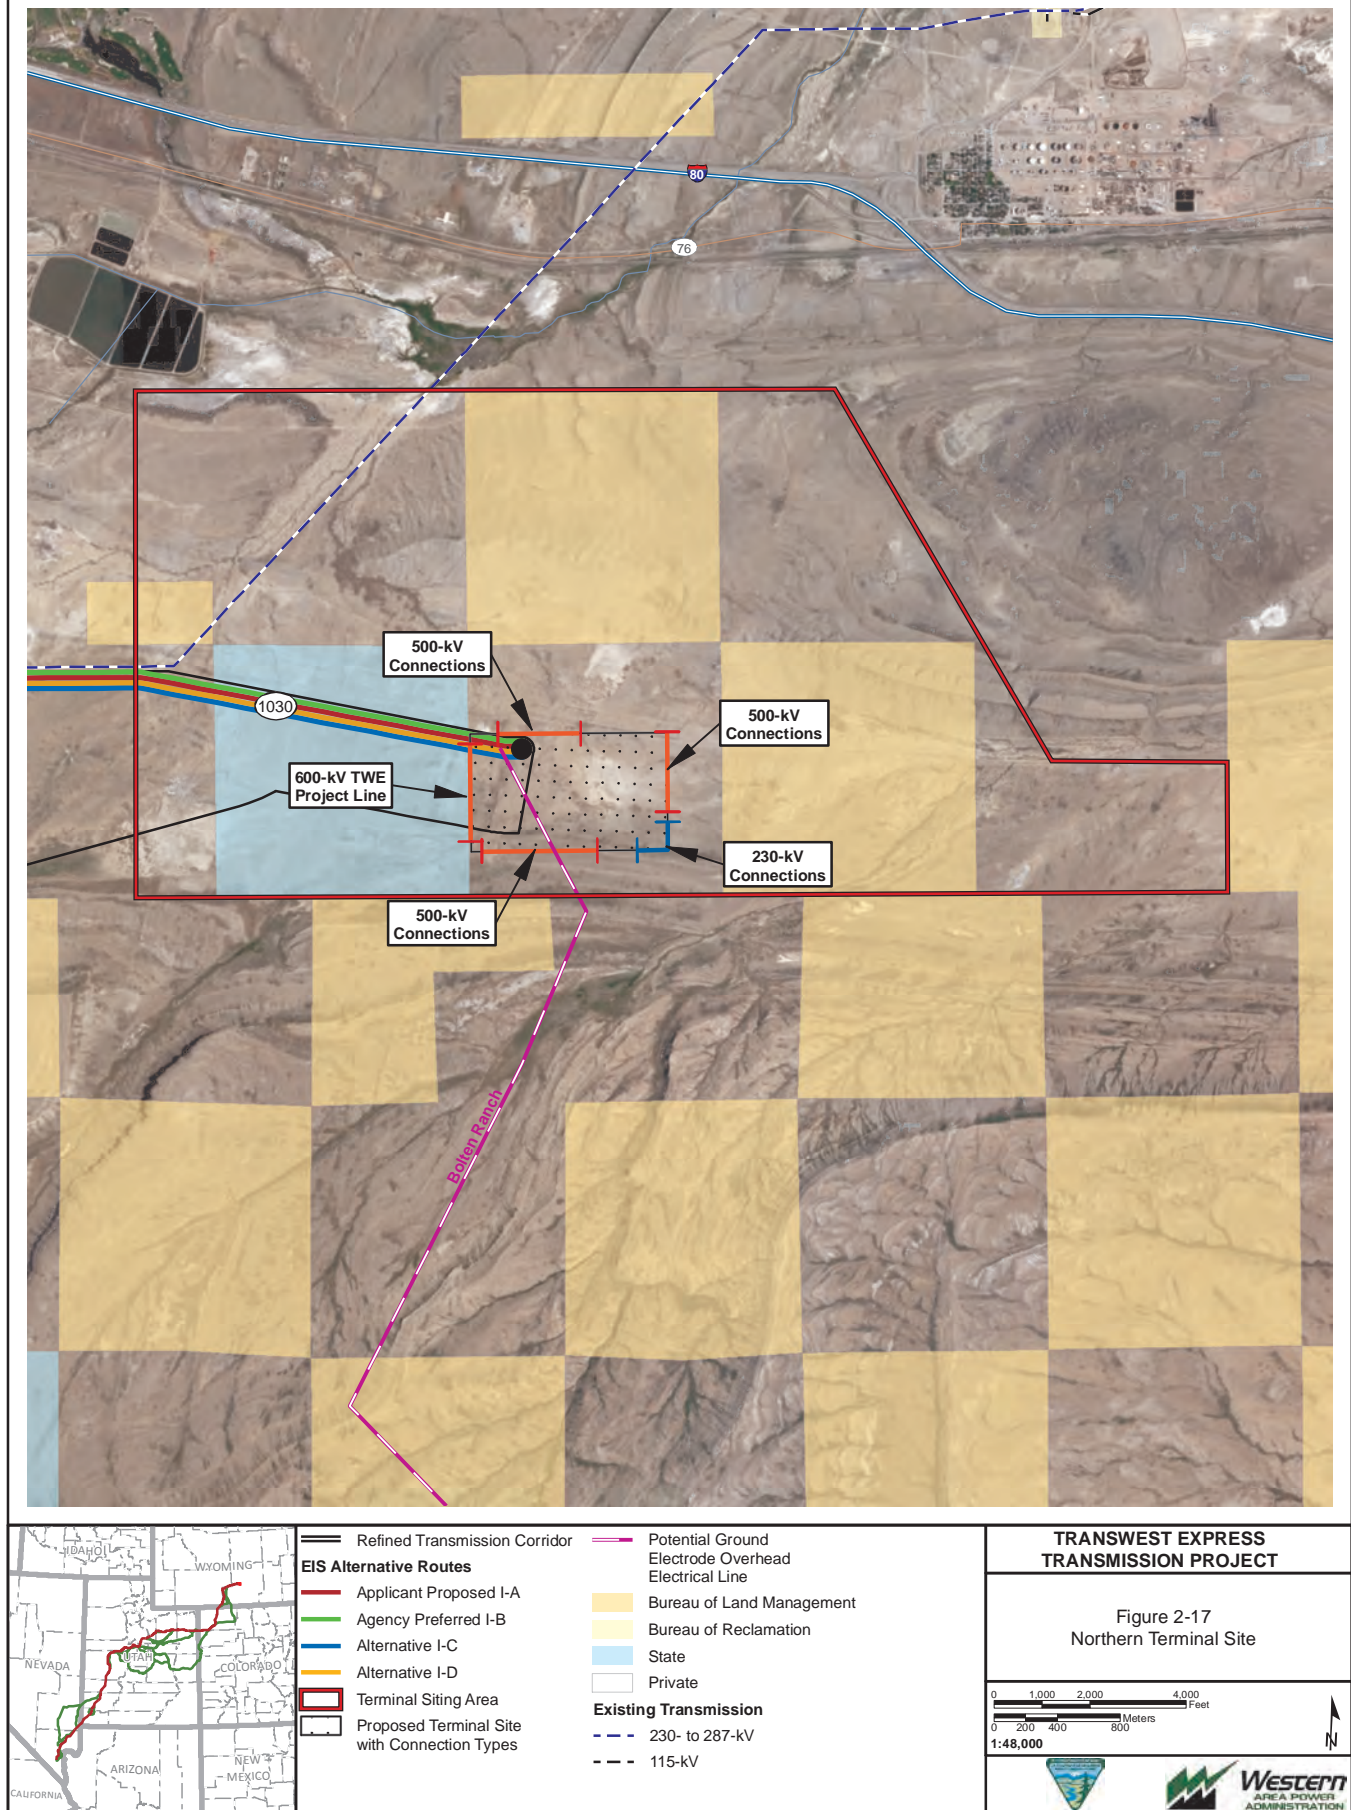 80
76
500-kV
Connections
1030
500-kV
Connections
600-kV TWE
Project Line
230-kV
Connections
500-kV
Connections
Bolten Ranch
IDAHO
WYOMING
NEVADA
UTAH
COLORADO
ARIZONA
NEW
MEXICO
CALIFORNIA
Refined Transmission Corridor
EIS Alternative Routes
Applicant Proposed I-A
Agency Preferred I-B
Alternative I-C
Alternative I-D
Terminal Siting Area
Proposed Terminal Site
with Connection Types
Potential Ground
Electrode Overhead
Electrical Line
Bureau of Land Management
Bureau of Reclamation
State
Private
Existing Transmission
230- to 287-kV
115-kV
TRANSWEST EXPRESS
TRANSMISSION PROJECT
Figure 2-17
Northern Terminal Site
0 1,000 2,000 4,000
Feet
Meters
0 200 400 800
1:48,000
N
Western
AREA POWER
ADMINISTRATION